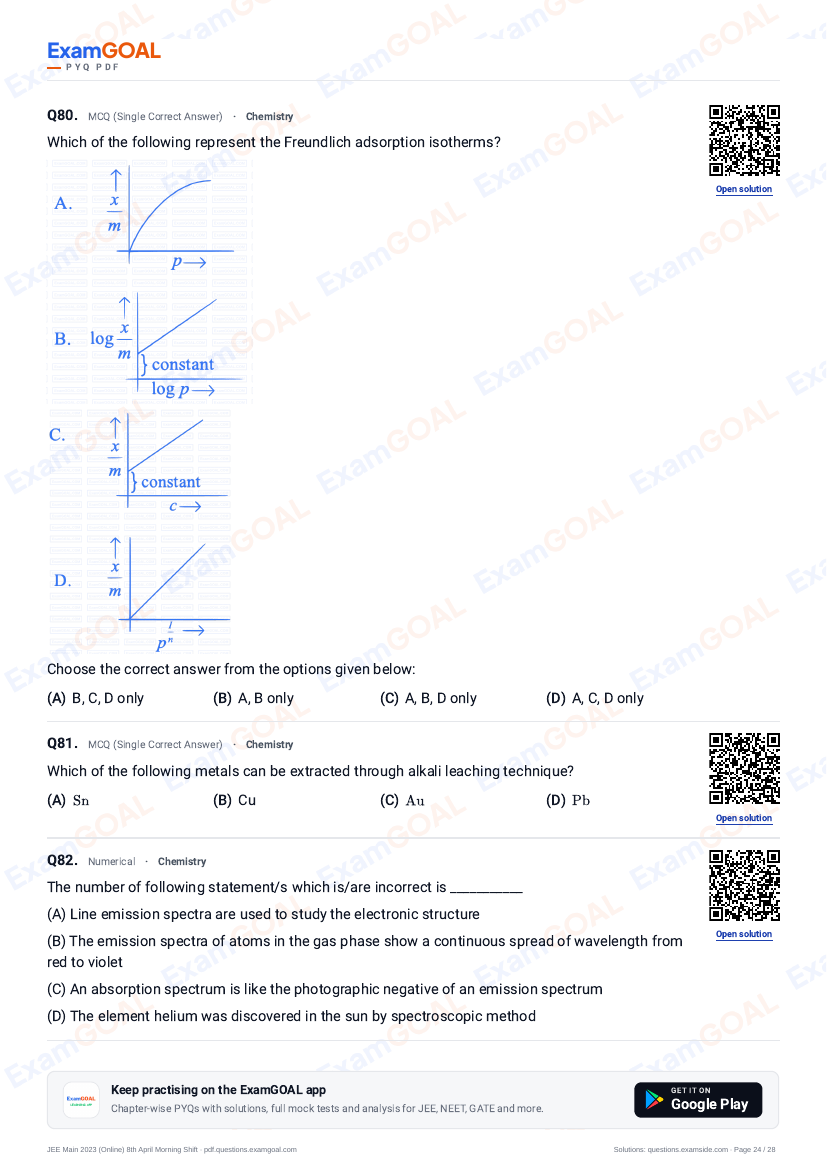 ExamGOAL
PYQ PDF
Q80. MCQ (Single Correct Answer) · Chemistry
Which of the following represent the Freundlich adsorption isotherms?
Open solution
A. x/m ↑ p →
B. log x/m ↑ } constant log p →
C. x/m ↑ } constant c →
D. x/m ↑ p^(1/n) →
Choose the correct answer from the options given below:
(A) B, C, D only (B) A, B only (C) A, B, D only (D) A, C, D only
Q81. MCQ (Single Correct Answer) · Chemistry
Which of the following metals can be extracted through alkali leaching technique?
(A) Sn (B) Cu (C) Au (D) Pb
Open solution
Q82. Numerical · Chemistry
The number of following statement/s which is/are incorrect is ___________
(A) Line emission spectra are used to study the electronic structure
(B) The emission spectra of atoms in the gas phase show a continuous spread of wavelength from
red to violet
(C) An absorption spectrum is like the photographic negative of an emission spectrum
(D) The element helium was discovered in the sun by spectroscopic method
Open solution
ExamGOAL
Keep practising on the ExamGOAL app
Chapter-wise PYQs with solutions, full mock tests and analysis for JEE, NEET, GATE and more.
GET IT ON
Google Play
JEE Main 2023 (Online) 8th April Morning Shift · pdf.questions.examgoal.com
Solutions: questions.examside.com · Page 24 / 28